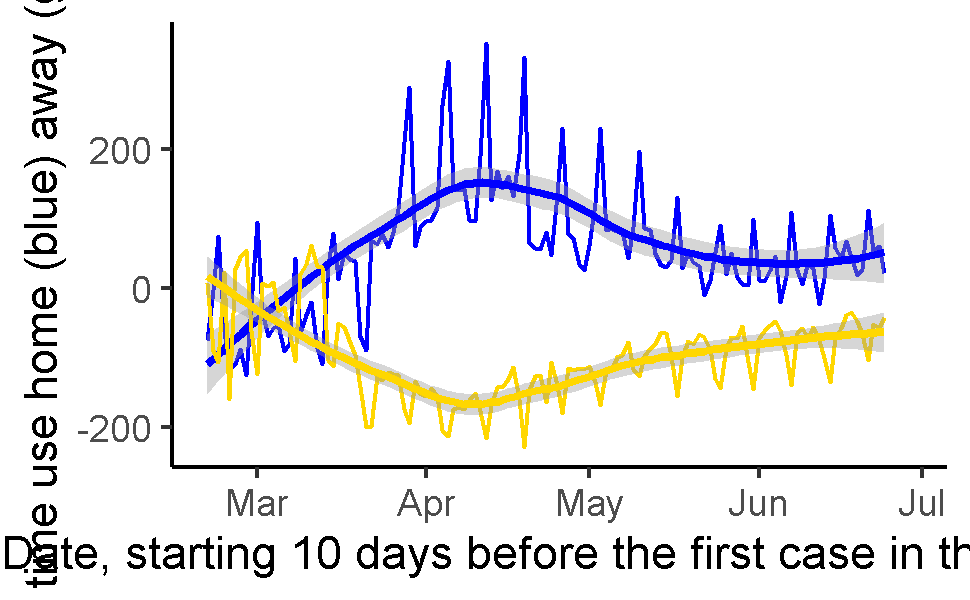 time use home (blue) away (
200
0
-200
Mar Apr May Jun Jul
Date, starting 10 days before the first case in th